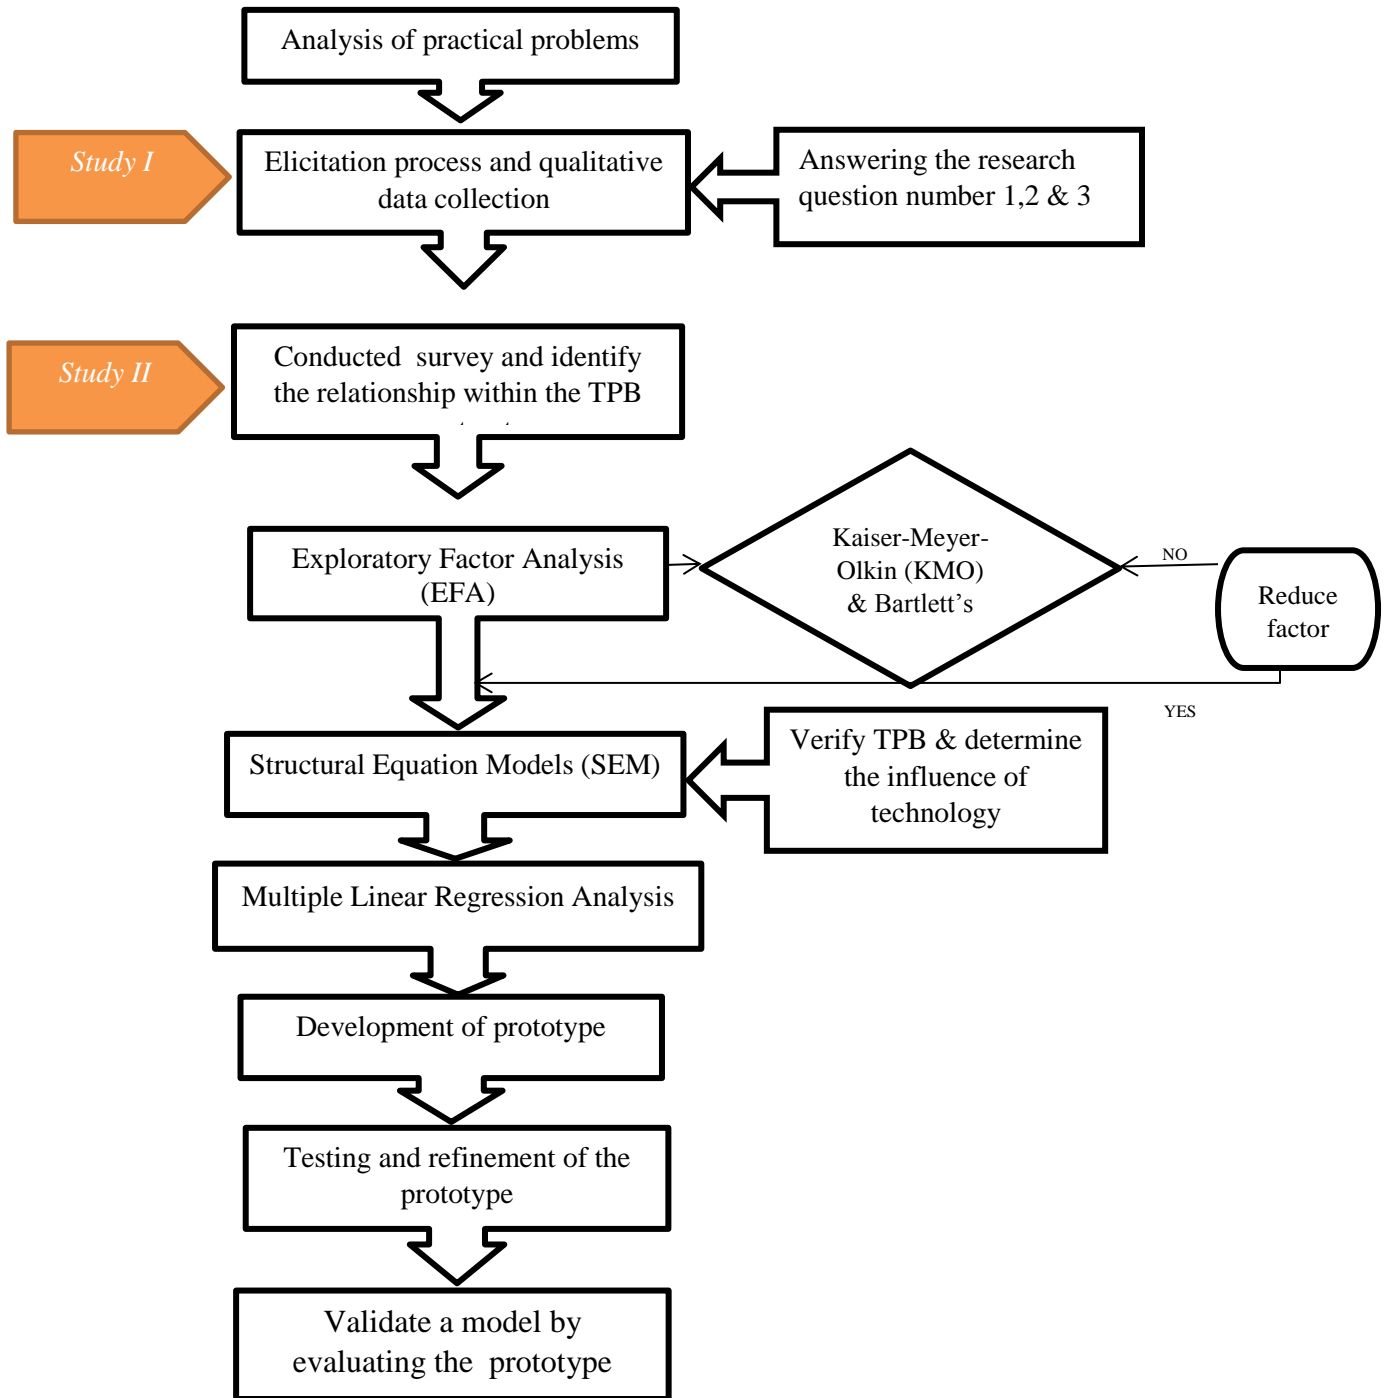 Analysis of practical problems
Study I
Elicitation process and qualitative
data collection
Answering the research
question number 1,2 & 3
Study II
Conducted  survey and identify
the relationship within the TPB
Exploratory Factor Analysis
(EFA)
Kaiser-Meyer-
Olkin (KMO)
& Bartlett’s
NO
Reduce
factor
YES
Structural Equation Models (SEM)
Verify TPB & determine
the influence of
technology
Multiple Linear Regression Analysis
Development of prototype
Testing and refinement of the
prototype
Validate a model by
evaluating the  prototype